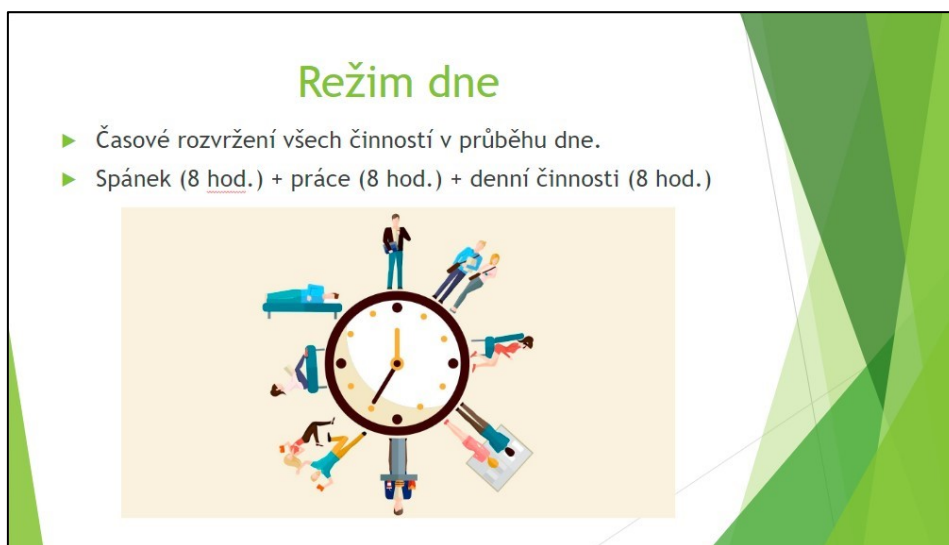 Režim dne
Časové rozvržení všech činností v průběhu dne.
Spánek (8 hod.) + práce (8 hod.) + denní činnosti (8 hod.)